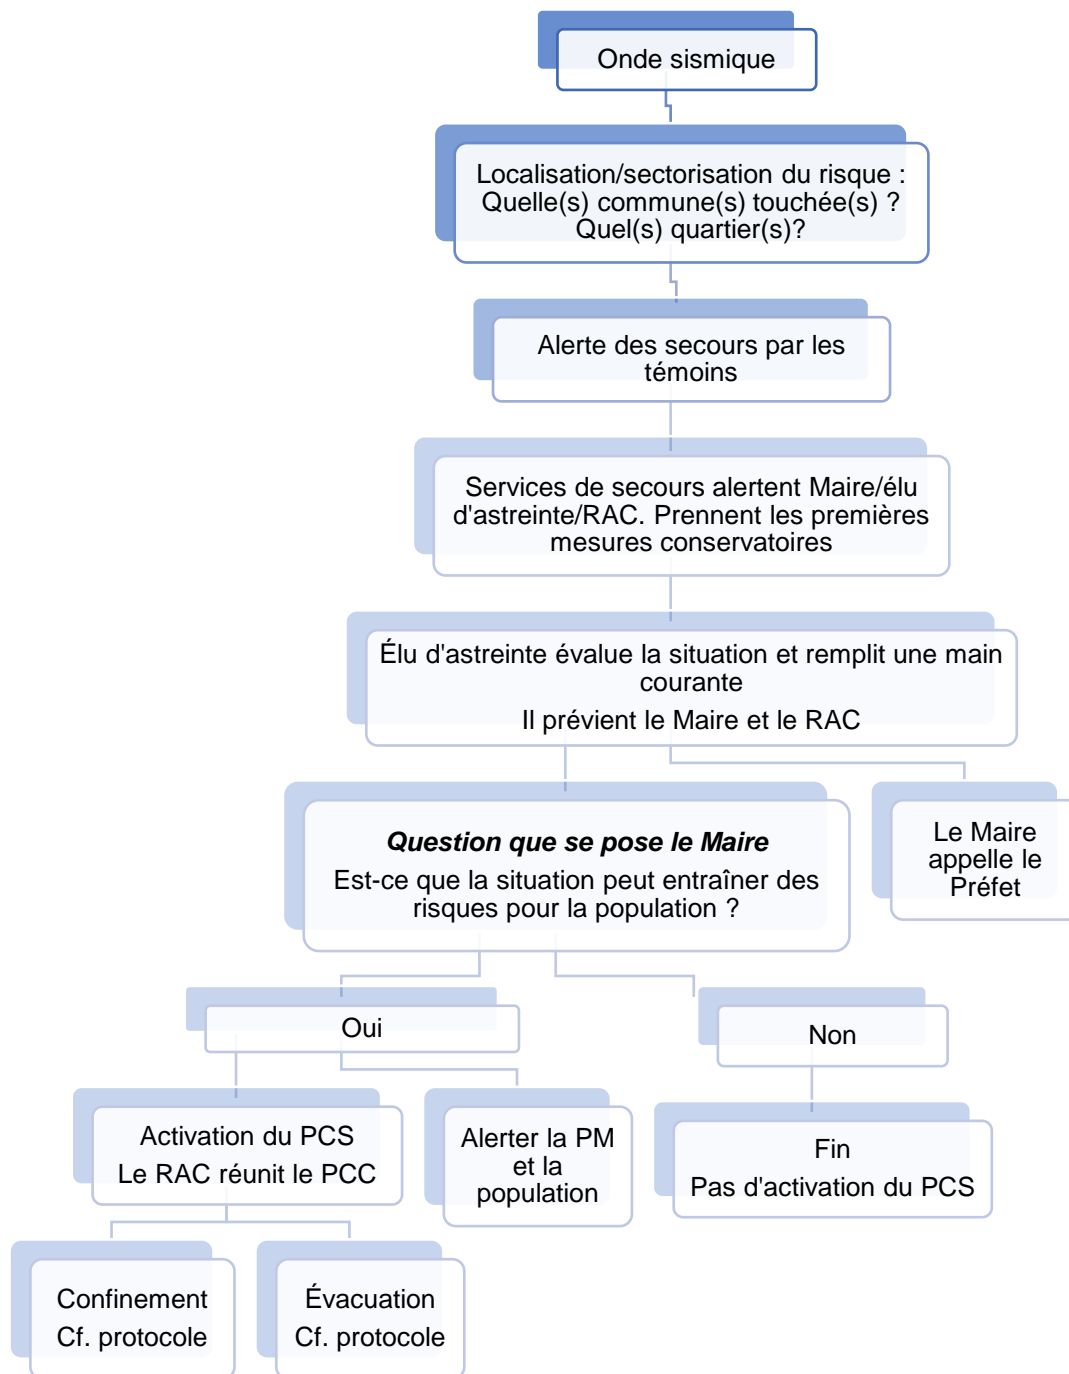 Onde sismique
Localisation/sectorisation du risque :
Quelle(s) commune(s) touchée(s) ?
Quel(s) quartier(s)?
Alerte des secours par les
témoins
Services de secours alertent Maire/élu
d'astreinte/RAC. Prennent les premières
mesures conservatoires
Élu d'astreinte évalue la situation et remplit une main
courante
Il prévient le Maire et le RAC
Question que se pose le Maire
Est-ce que la situation peut entraîner des
risques pour la population ?
Le Maire
appelle le
Préfet
Oui
Non
Activation du PCS
Le RAC réunit le PCC
Alerter la PM
et la
population
Fin
Pas d'activation du PCS
Confinement
Cf. protocole
Évacuation
Cf. protocole